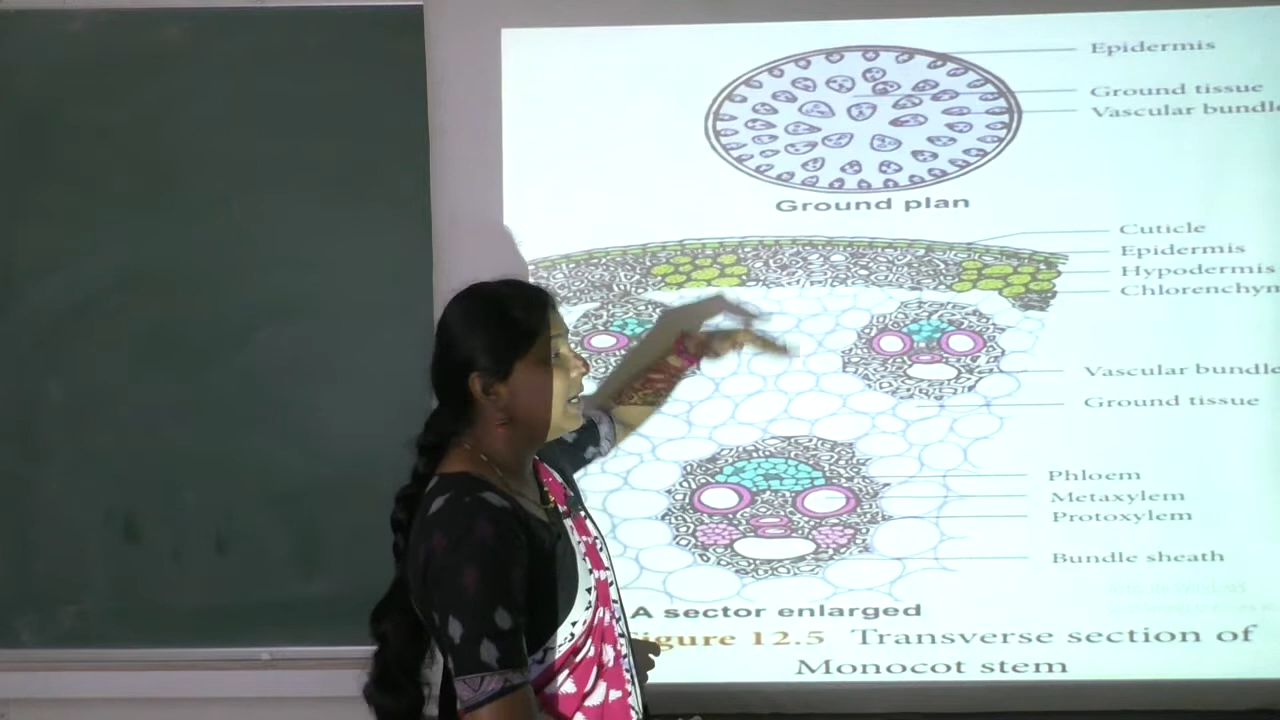 Epidermis
Ground tissue
Vascular bundle
Ground plan
Cuticle
Epidermis
Hypodermis
Chlorenchym
Vascular bundle
Ground tissue
Phloem
Metaxylem
Protoxylem
Bundle sheath
A sector enlarged
igure 12.5 Transverse section of
Monocot stem